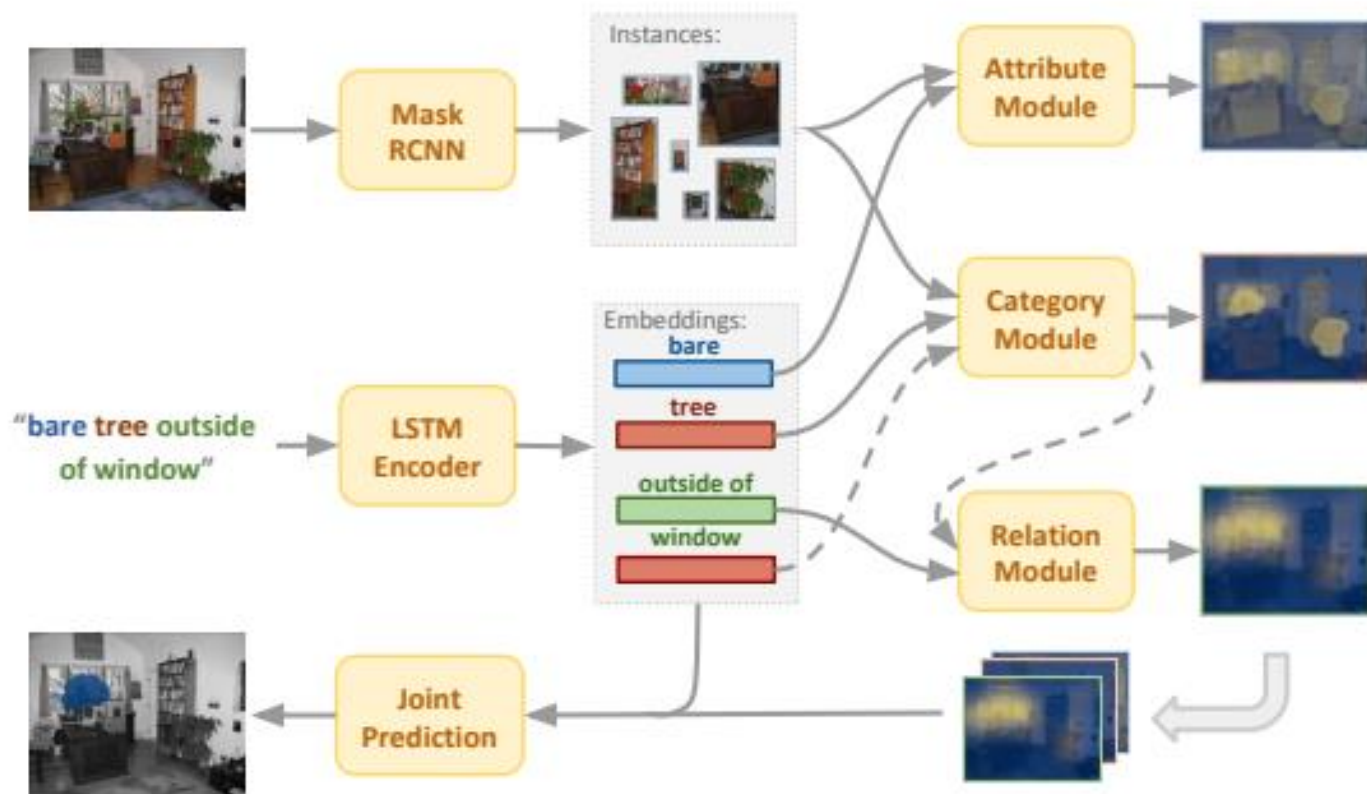 Instances:
Mask
RCNN
Attribute
Module
Embeddings:
bare
tree
outside of
window
Category
Module
"bare tree outside
of window"
LSTM
Encoder
Relation
Module
Joint
Prediction